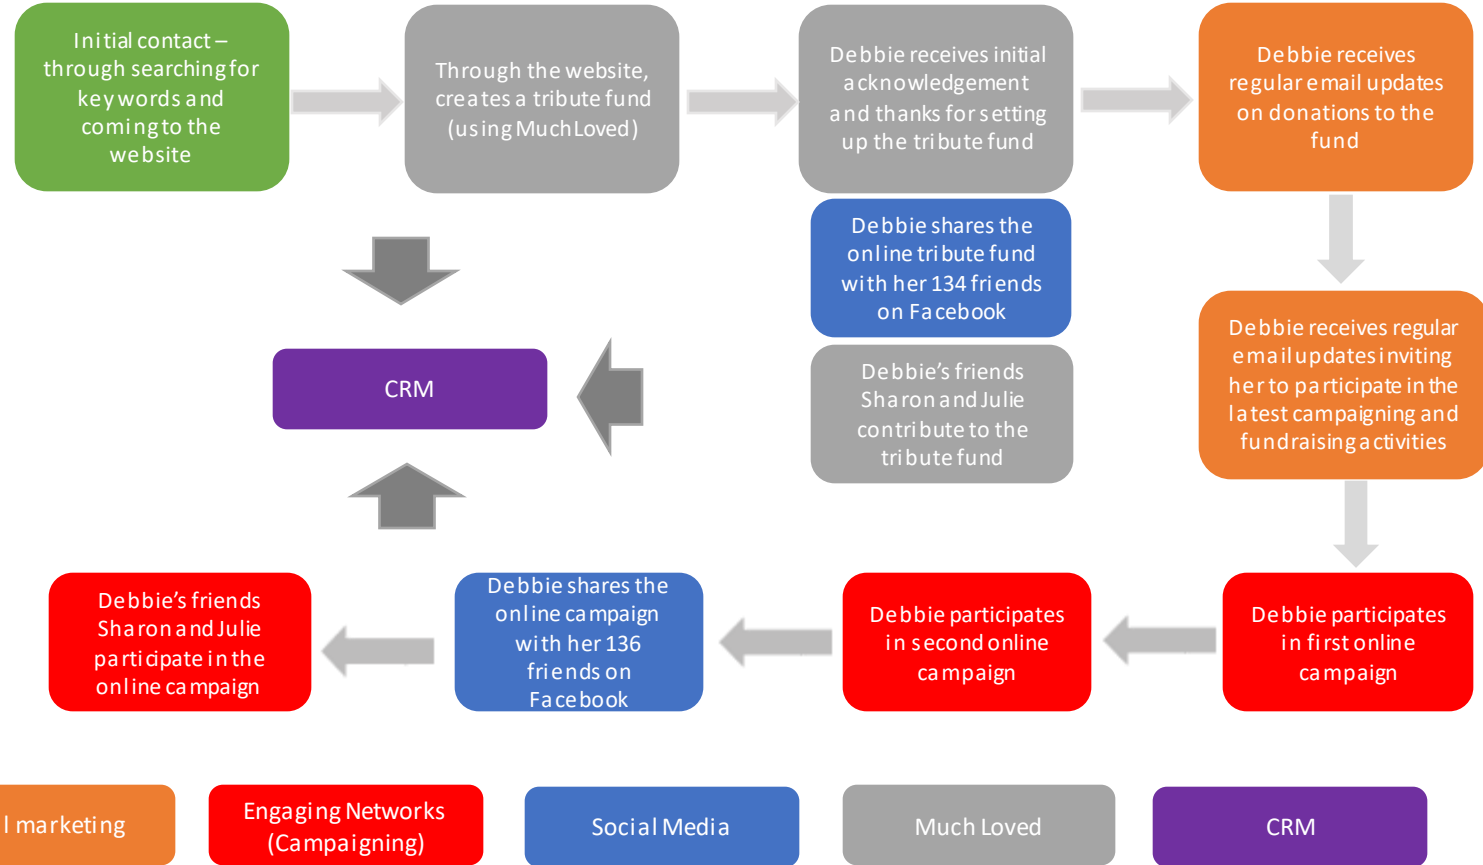 Initial contact –
through searching for
key words and
coming to the
website
Through the website,
creates a tribute fund
(using MuchLoved)
Debbie receives initial
acknowledgement
and thanks for setting
up the tribute fund
Debbie receives
regular email updates
on donations to the
fund
Debbie shares the
online tribute fund
with her 134 friends
on Facebook
Debbie receives regular
email updates inviting
her to participate in the
latest campaigning and
fundraising activities
CRM
Debbie’s friends
Sharon and Julie
contribute to the
tribute fund
Debbie’s friends
Sharon and Julie
participate in the
online campaign
Debbie shares the
online campaign
with her 136
friends on
Facebook
Debbie participates
in second online
campaign
Debbie participates
in first online
campaign
l marketing
Engaging Networks
(Campaigning)
Social Media
Much Loved
CRM